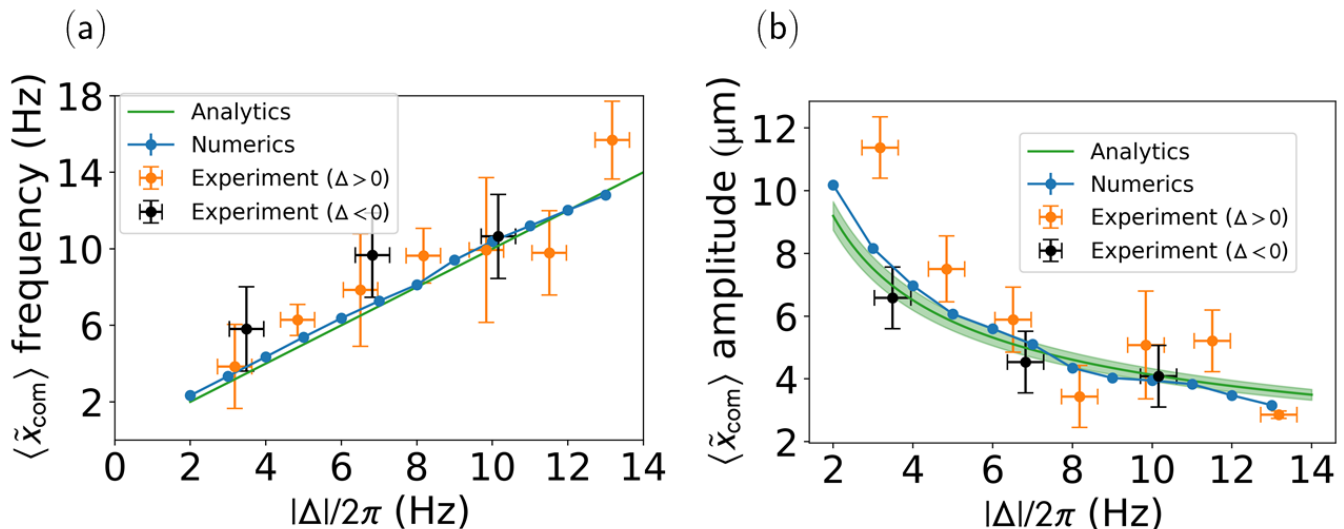 (a)
⟨x̃com⟩ frequency (Hz)
18
14
10
6
2
Analytics
Numerics
Experiment (Δ > 0)
Experiment (Δ < 0)
0 2 4 6 8 10 12 14
|Δ|/2π (Hz)
(b)
⟨x̃com⟩ amplitude (μm)
12
10
8
6
4
2
Analytics
Numerics
Experiment (Δ > 0)
Experiment (Δ < 0)
2 4 6 8 10 12 14
|Δ|/2π (Hz)